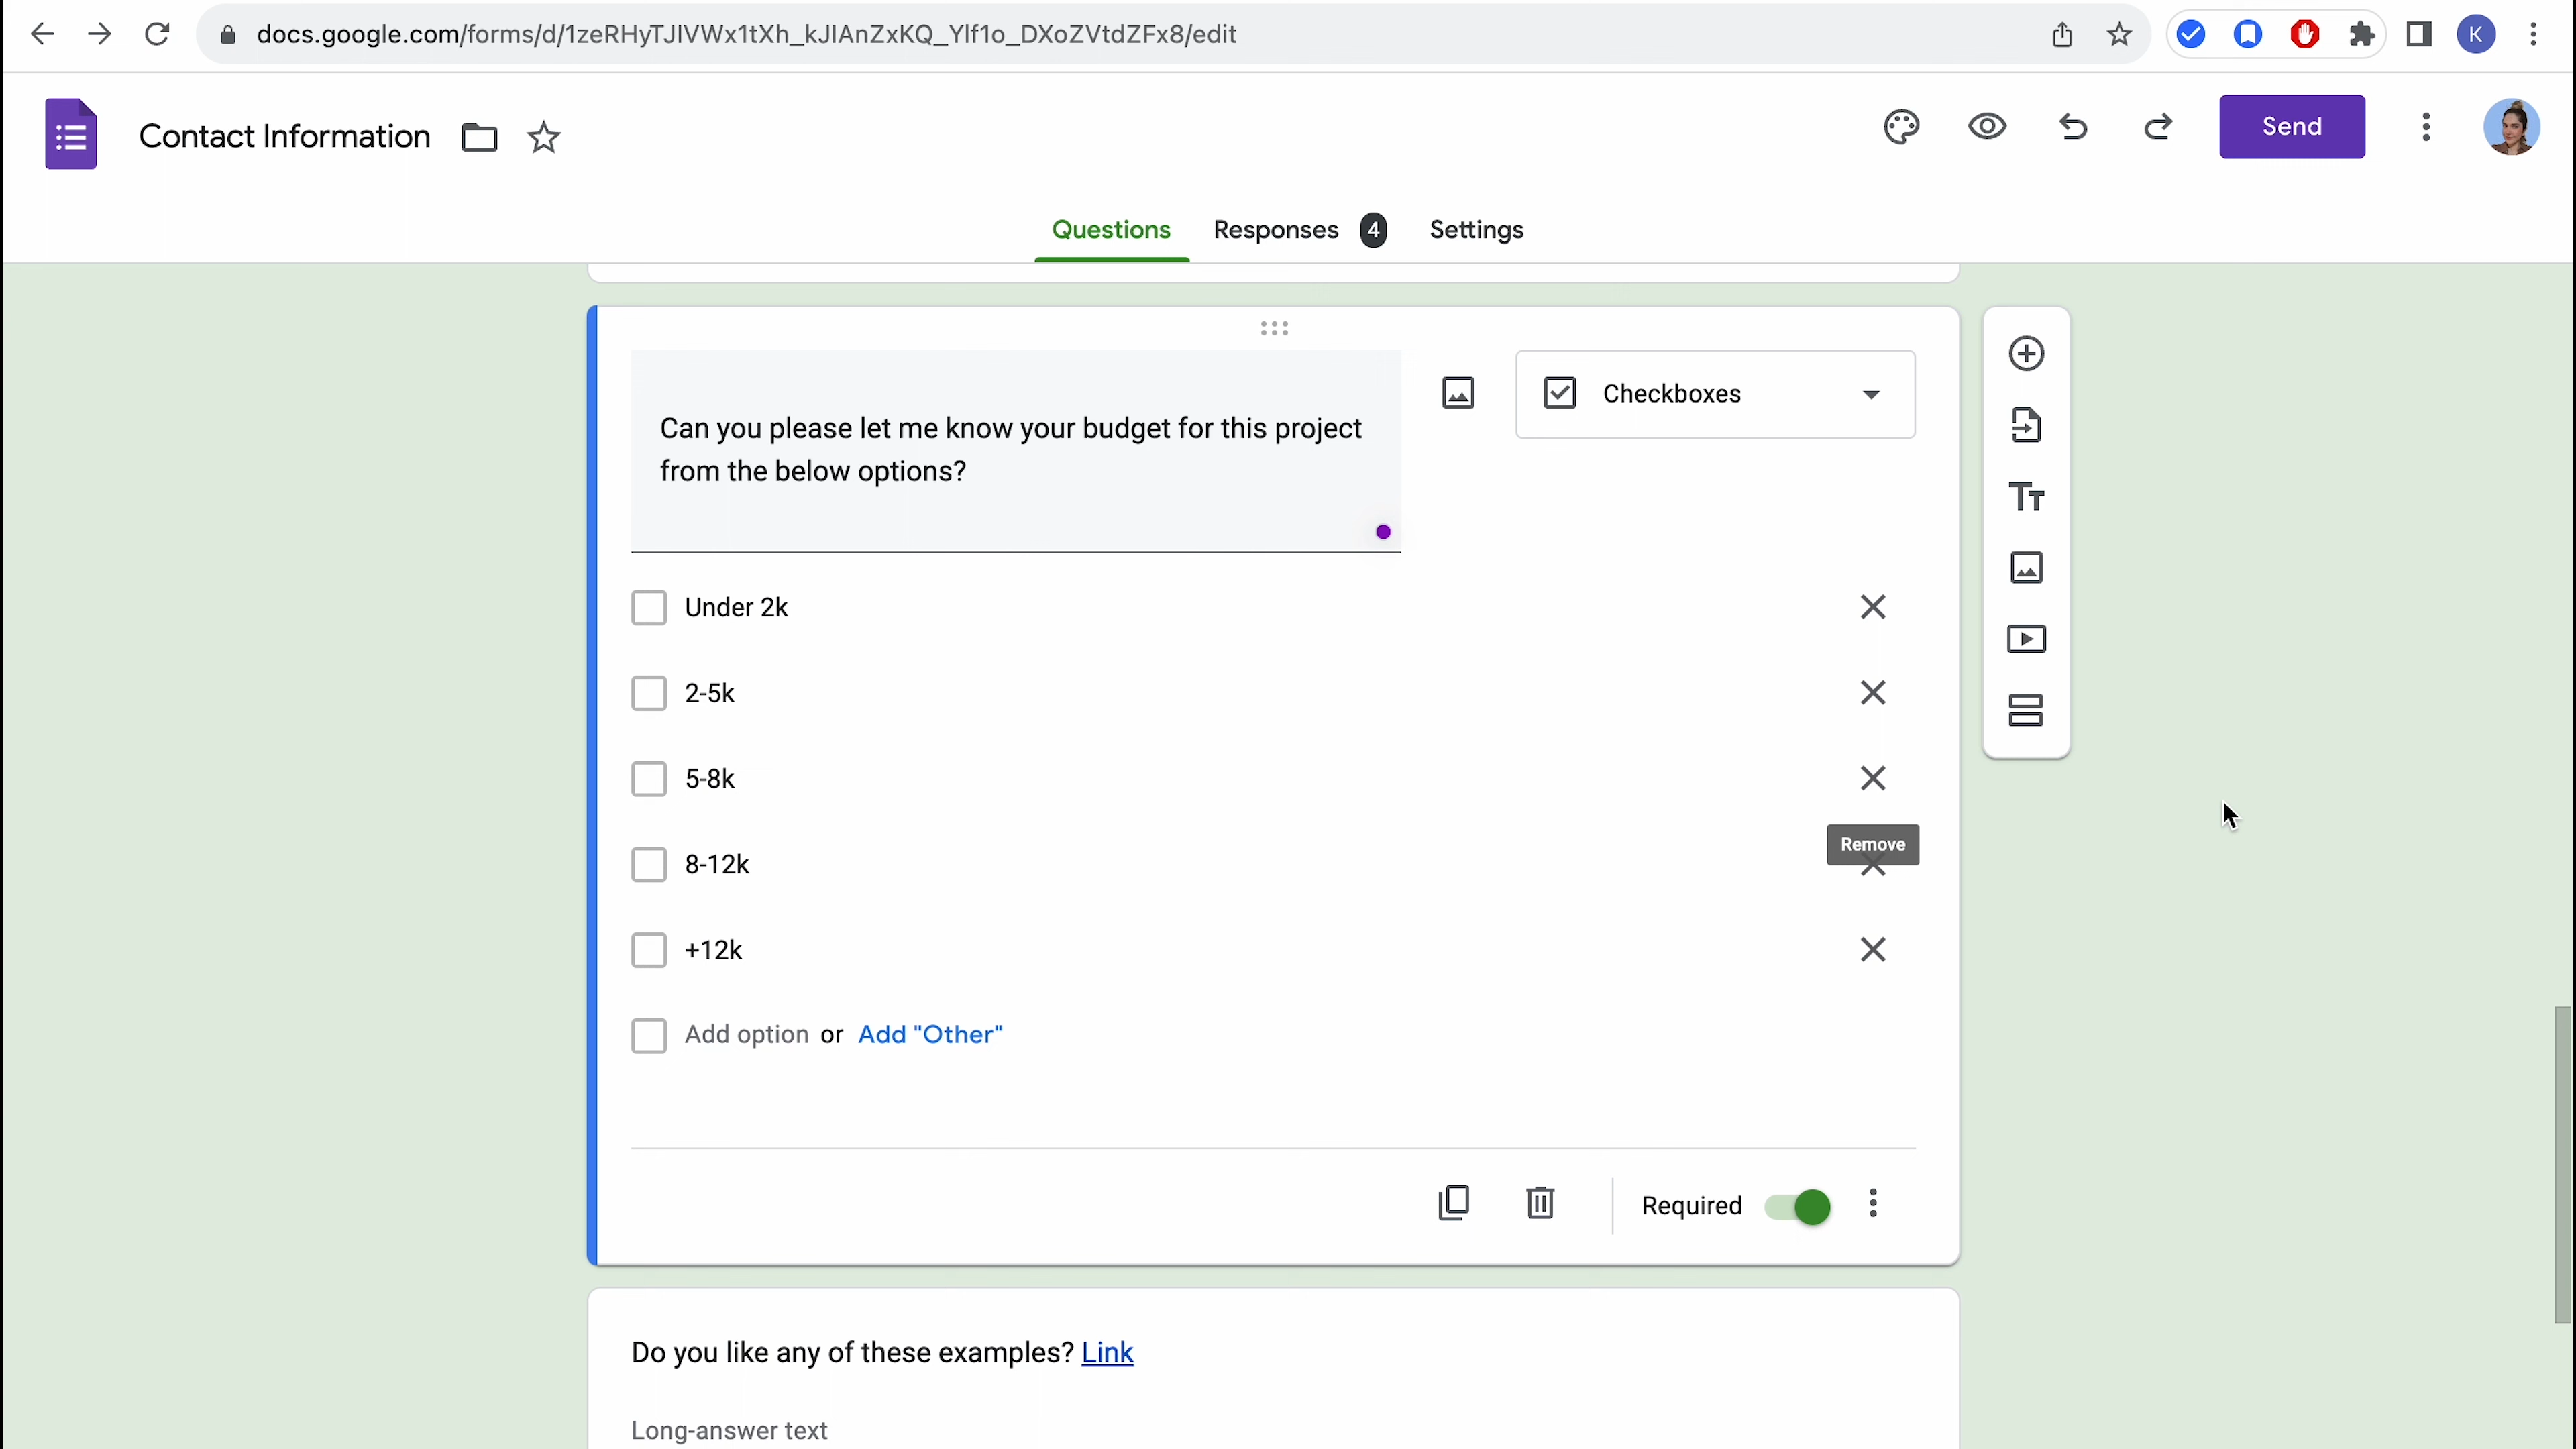 docs.google.com/forms/d/1zeRHyTJIVWx1tXh_kJIAnZxKQ_Ylf1o_DXoZVtdZFx8/edit
K
Contact Information
Send
Questions
Responses 4
Settings
Can you please let me know your budget for this project
from the below options?
Checkboxes
Tт
Under 2k
2-5k
5-8k
Remove
8-12k
+12k
Add option or Add "Other"
Required
Do you like any of these examples? Link
Long-answer text